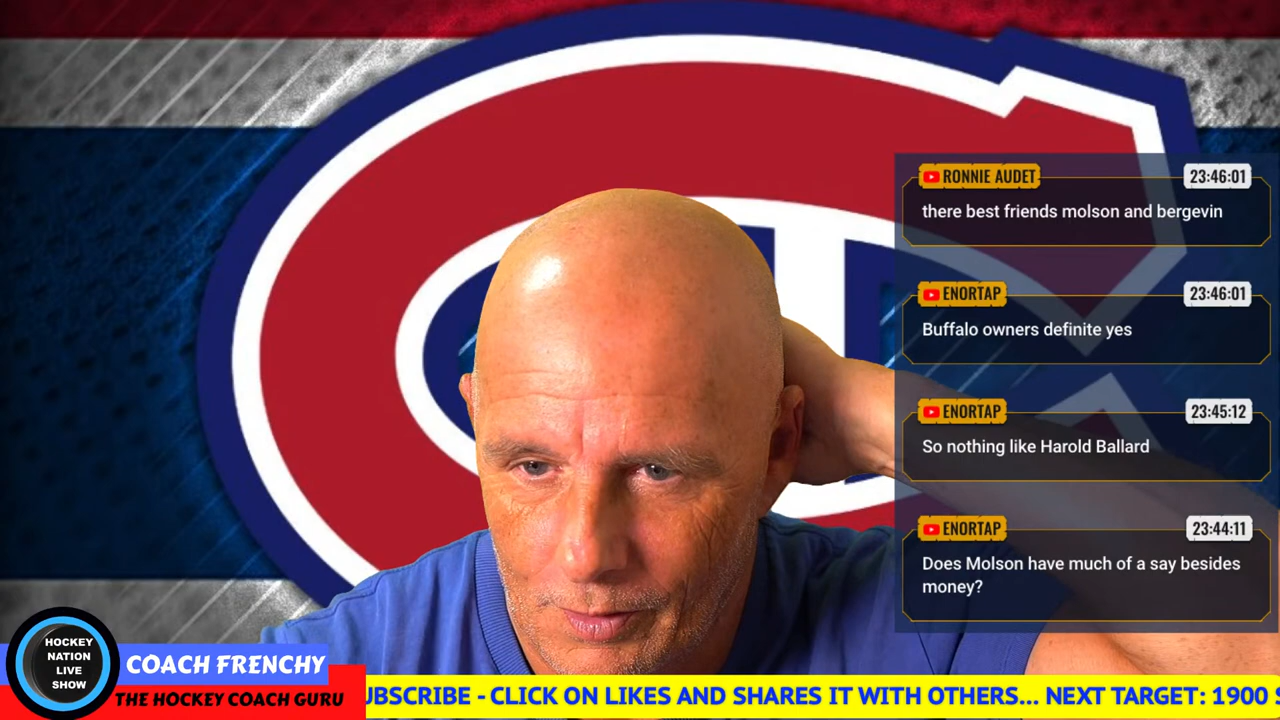 RONNIE AUDET
23:46:01
there best friends molson and bergevin
ENORTAP
23:46:01
Buffalo owners definite yes
ENORTAP
23:45:12
So nothing like Harold Ballard
ENORTAP
23:44:11
Does Molson have much of a say besides
money?
HOCKEY
NATION
LIVE
SHOW
COACH FRENCHY
THE HOCKEY COACH GURU
UBSCRIBE - CLICK ON LIKES AND SHARES IT WITH OTHERS... NEXT TARGET: 1900